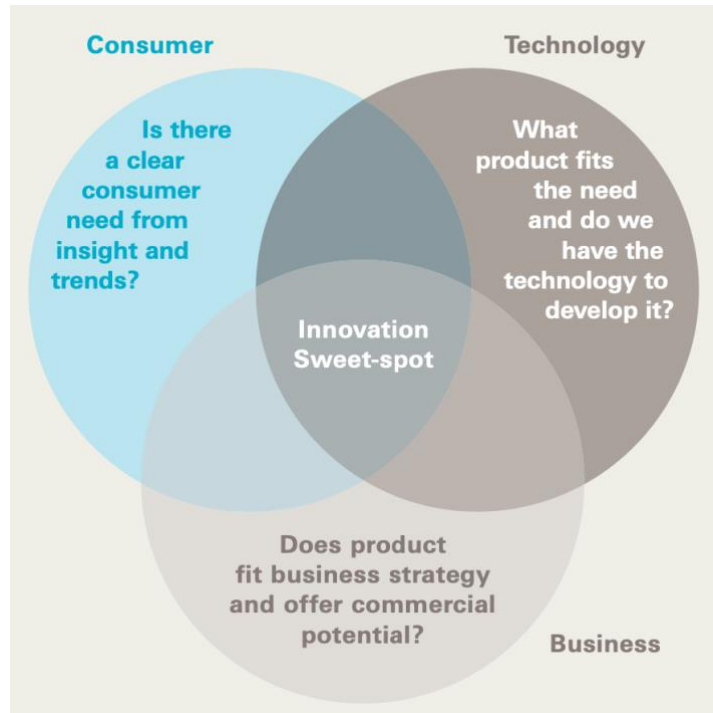 Consumer
Technology
Is there
a clear
consumer
need from
insight and
trends?
What
product fits
the need
and do we
have the
technology to
develop it?
Innovation
Sweet-spot
Does product
fit business strategy
and offer commercial
potential?
Business